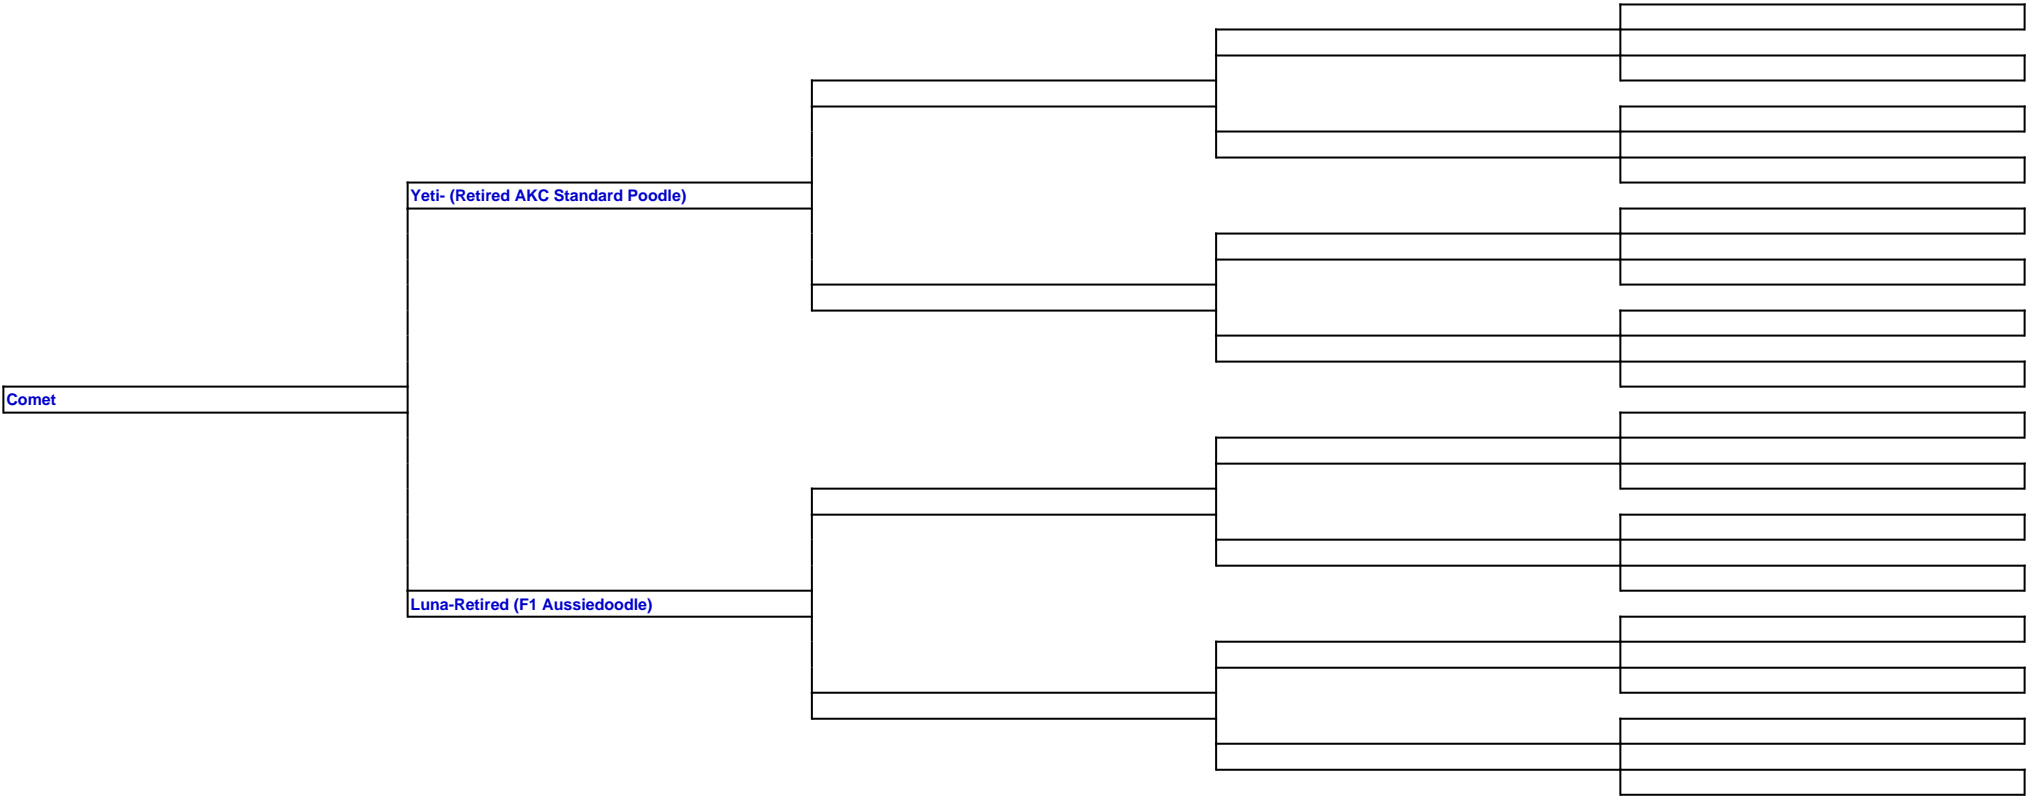 Yeti- (Retired AKC Standard Poodle)
Comet
Luna-Retired (F1 Aussiedoodle)